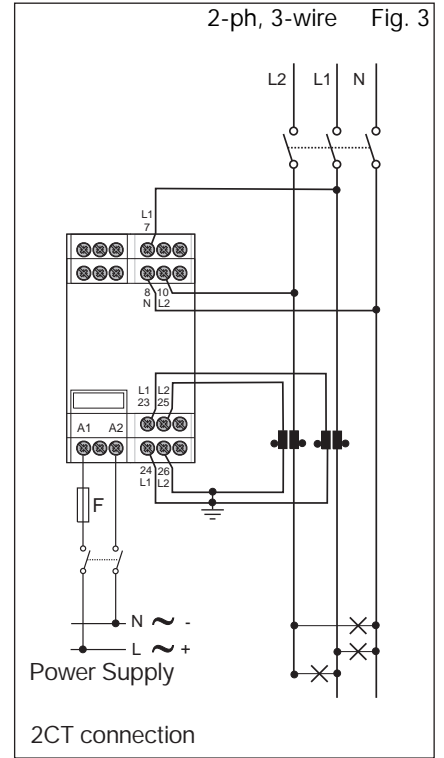 2-ph, 3-wire Fig. 3
L2 L1 N
L1
7
8 10
N L2
L1 L2
23 25
A1 A2
24 26
L1 L2
F
N ~ -
L ~ +
Power Supply
2CT connection